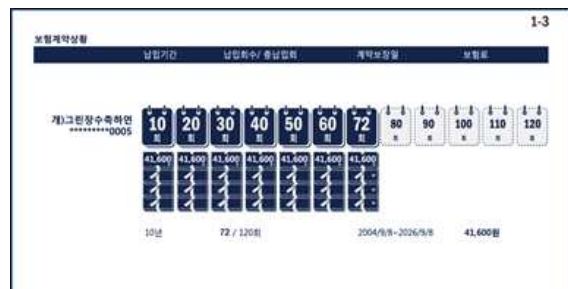 1-3
보험계약상황
납입기간 납입회수/ 총납입회 계약보장일 보험료
개)그린장수축하연
*********0005
10 20 30 40 50 60 72 80 90 100 110 120
회 회 회 회 회 회 회 회 회 회 회 회
41,600 41,600 41,600 41,600 41,600 41,600 41,600
10년 72 / 120회 2004/9/8~2026/9/8 41,600원